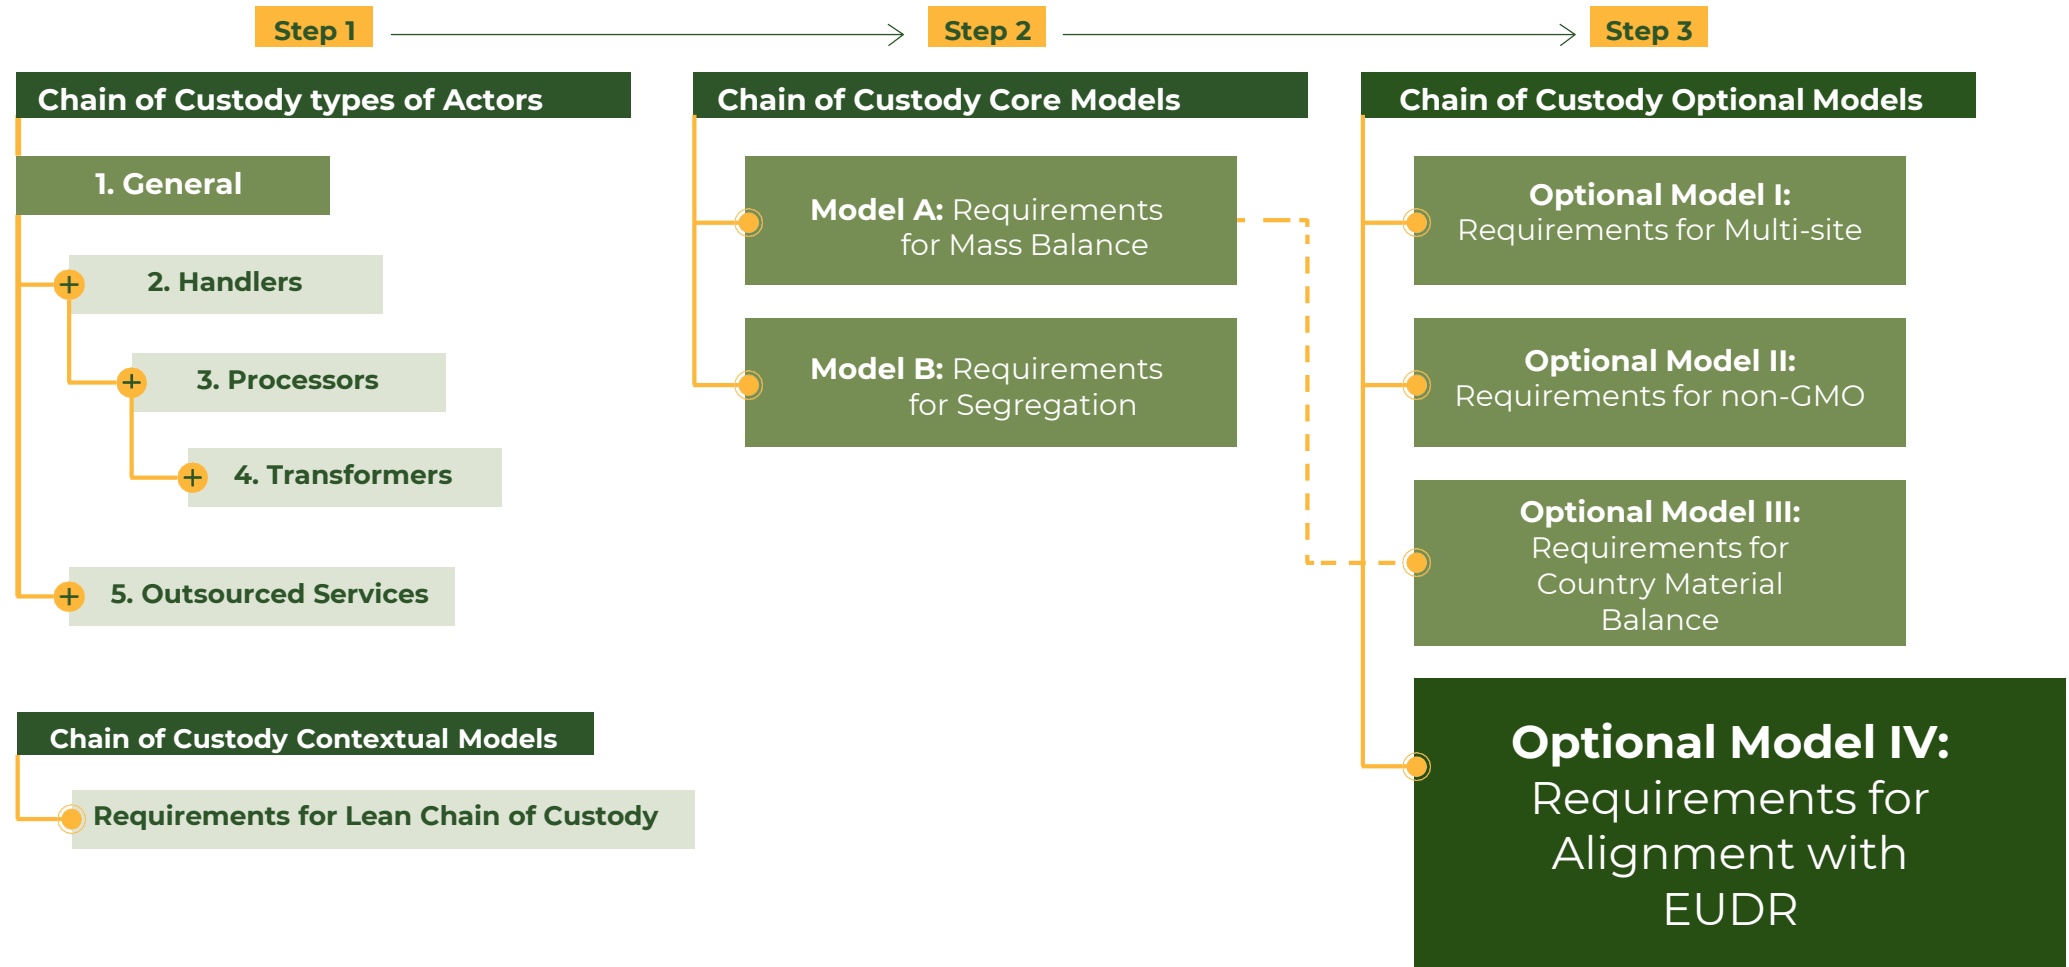 Step 1
Step 2
Step 3
Chain of Custody types of Actors
1. General
2. Handlers
3. Processors
4. Transformers
5. Outsourced Services
Chain of Custody Contextual Models
Requirements for Lean Chain of Custody
Chain of Custody Core Models
Model A: Requirements
for Mass Balance
Model B: Requirements
for Segregation
Chain of Custody Optional Models
Optional Model I:
Requirements for Multi-site
Optional Model II:
Requirements for non-GMO
Optional Model III:
Requirements for
Country Material
Balance
Optional Model IV:
Requirements for
Alignment with
EUDR